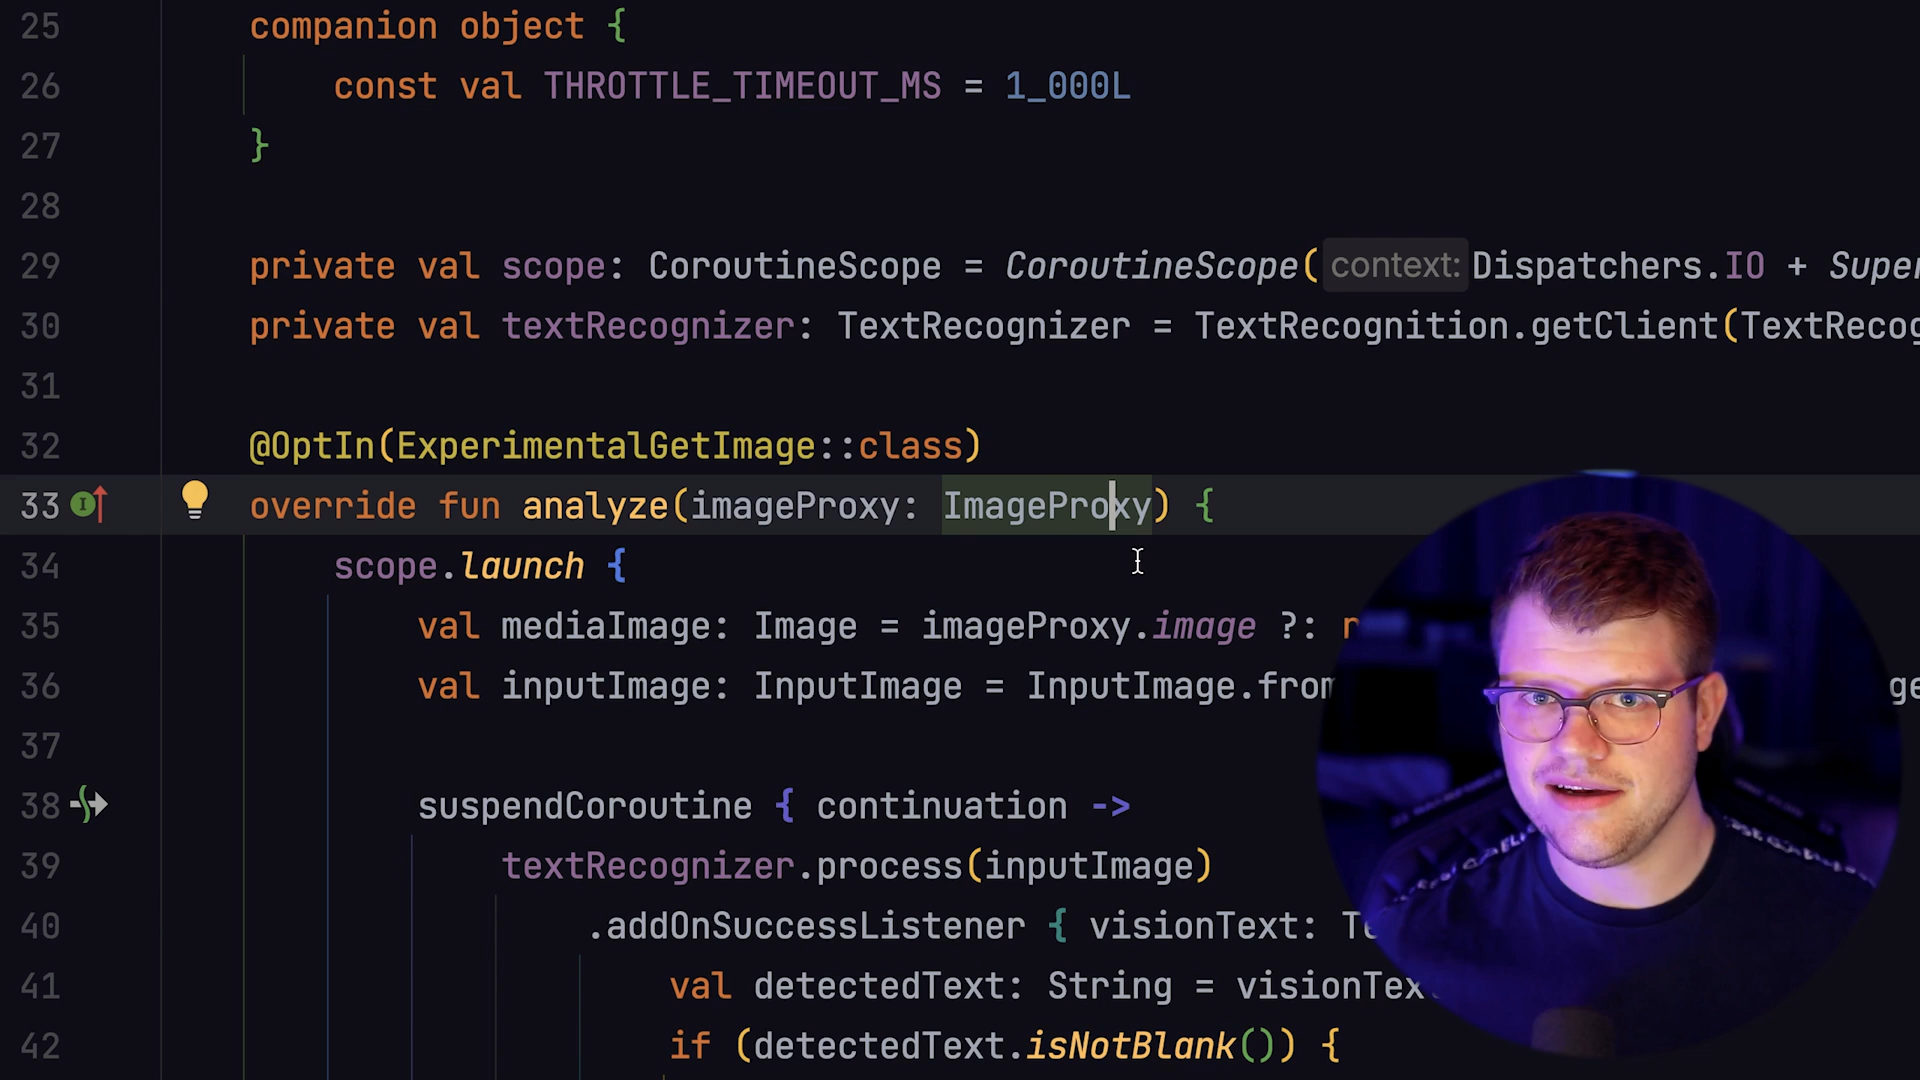 25 companion object {
26 const val THROTTLE_TIMEOUT_MS = 1_000L
27 }
28
29 private val scope: CoroutineScope = CoroutineScope( context: Dispatchers.IO + Super
30 private val textRecognizer: TextRecognizer = TextRecognition.getClient(TextRecog
31
32 @OptIn(ExperimentalGetImage::class)
33 override fun analyze(imageProxy: ImageProxy) {
34 scope.launch {
35 val mediaImage: Image = imageProxy.image ?: r
36 val inputImage: InputImage = InputImage.from ge
37
38 suspendCoroutine { continuation ->
39 textRecognizer.process(inputImage)
40 .addOnSuccessListener { visionText: Te
41 val detectedText: String = visionTex
42 if (detectedText.isNotBlank()) {